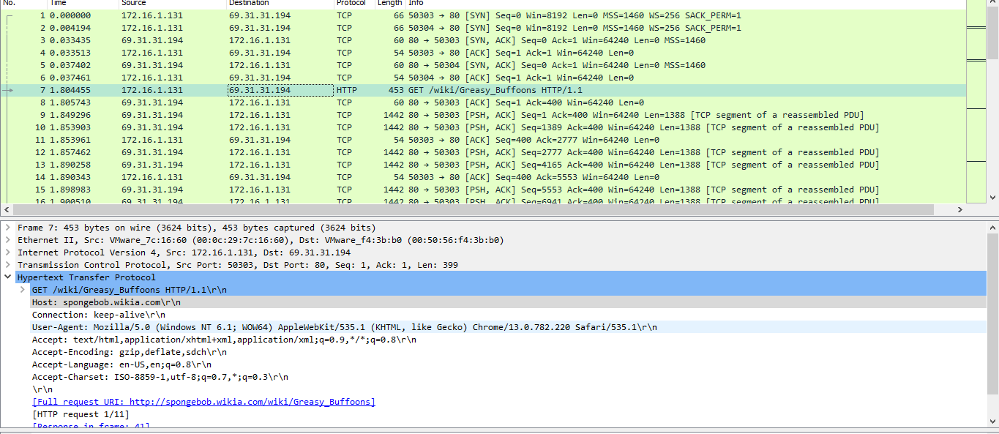 No. Time Source Destination Protocol Length Info
1 0.000000 172.16.1.131 69.31.31.194 TCP 66 50303 → 80 [SYN] Seq=0 Win=8192 Len=0 MSS=1460 WS=256 SACK_PERM=1
2 0.004194 172.16.1.131 69.31.31.194 TCP 66 50304 → 80 [SYN] Seq=0 Win=8192 Len=0 MSS=1460 WS=256 SACK_PERM=1
3 0.033435 69.31.31.194 172.16.1.131 TCP 60 80 → 50303 [SYN, ACK] Seq=0 Ack=1 Win=64240 Len=0 MSS=1460
4 0.033513 172.16.1.131 69.31.31.194 TCP 54 50303 → 80 [ACK] Seq=1 Ack=1 Win=64240 Len=0
5 0.037402 69.31.31.194 172.16.1.131 TCP 60 80 → 50304 [SYN, ACK] Seq=0 Ack=1 Win=64240 Len=0 MSS=1460
6 0.037461 172.16.1.131 69.31.31.194 TCP 54 50304 → 80 [ACK] Seq=1 Ack=1 Win=64240 Len=0
7 1.804455 172.16.1.131 69.31.31.194 HTTP 453 GET /wiki/Greasy_Buffoons HTTP/1.1
8 1.805743 69.31.31.194 172.16.1.131 TCP 60 80 → 50303 [ACK] Seq=1 Ack=400 Win=64240 Len=0
9 1.849296 69.31.31.194 172.16.1.131 TCP 1442 80 → 50303 [PSH, ACK] Seq=1 Ack=400 Win=64240 Len=1388 [TCP segment of a reassembled PDU]
10 1.853903 69.31.31.194 172.16.1.131 TCP 1442 80 → 50303 [PSH, ACK] Seq=1389 Ack=400 Win=64240 Len=1388 [TCP segment of a reassembled PDU]
11 1.853961 172.16.1.131 69.31.31.194 TCP 54 50303 → 80 [ACK] Seq=400 Ack=2777 Win=64240 Len=0
12 1.857462 69.31.31.194 172.16.1.131 TCP 1442 80 → 50303 [PSH, ACK] Seq=2777 Ack=400 Win=64240 Len=1388 [TCP segment of a reassembled PDU]
13 1.890258 69.31.31.194 172.16.1.131 TCP 1442 80 → 50303 [PSH, ACK] Seq=4165 Ack=400 Win=64240 Len=1388 [TCP segment of a reassembled PDU]
14 1.890343 172.16.1.131 69.31.31.194 TCP 54 50303 → 80 [ACK] Seq=400 Ack=5553 Win=64240 Len=0
15 1.898983 69.31.31.194 172.16.1.131 TCP 1442 80 → 50303 [PSH, ACK] Seq=5553 Ack=400 Win=64240 Len=1388 [TCP segment of a reassembled PDU]
16 1.900510 69.31.31.194 172.16.1.131 TCP 1442 80 → 50303 [PSH, ACK] Seq=6941 Ack=400 Win=64240 Len=1388 [TCP segment of a reassembled PDU]
Frame 7: 453 bytes on wire (3624 bits), 453 bytes captured (3624 bits)
Ethernet II, Src: VMware_7c:16:60 (00:0c:29:7c:16:60), Dst: VMware_f4:3b:b0 (00:50:56:f4:3b:b0)
Internet Protocol Version 4, Src: 172.16.1.131, Dst: 69.31.31.194
Transmission Control Protocol, Src Port: 50303, Dst Port: 80, Seq: 1, Ack: 1, Len: 399
Hypertext Transfer Protocol
GET /wiki/Greasy_Buffoons HTTP/1.1\r\n
Host: spongebob.wikia.com\r\n
Connection: keep-alive\r\n
User-Agent: Mozilla/5.0 (Windows NT 6.1; WOW64) AppleWebKit/535.1 (KHTML, like Gecko) Chrome/13.0.782.220 Safari/535.1\r\n
Accept: text/html,application/xhtml+xml,application/xml;q=0.9,*/*;q=0.8\r\n
Accept-Encoding: gzip,deflate,sdch\r\n
Accept-Language: en-US,en;q=0.8\r\n
Accept-Charset: ISO-8859-1,utf-8;q=0.7,*;q=0.3\r\n
\r\n
[Full request URI: http://spongebob.wikia.com/wiki/Greasy_Buffoons]
[HTTP request 1/11]
[Response in frame: 41]